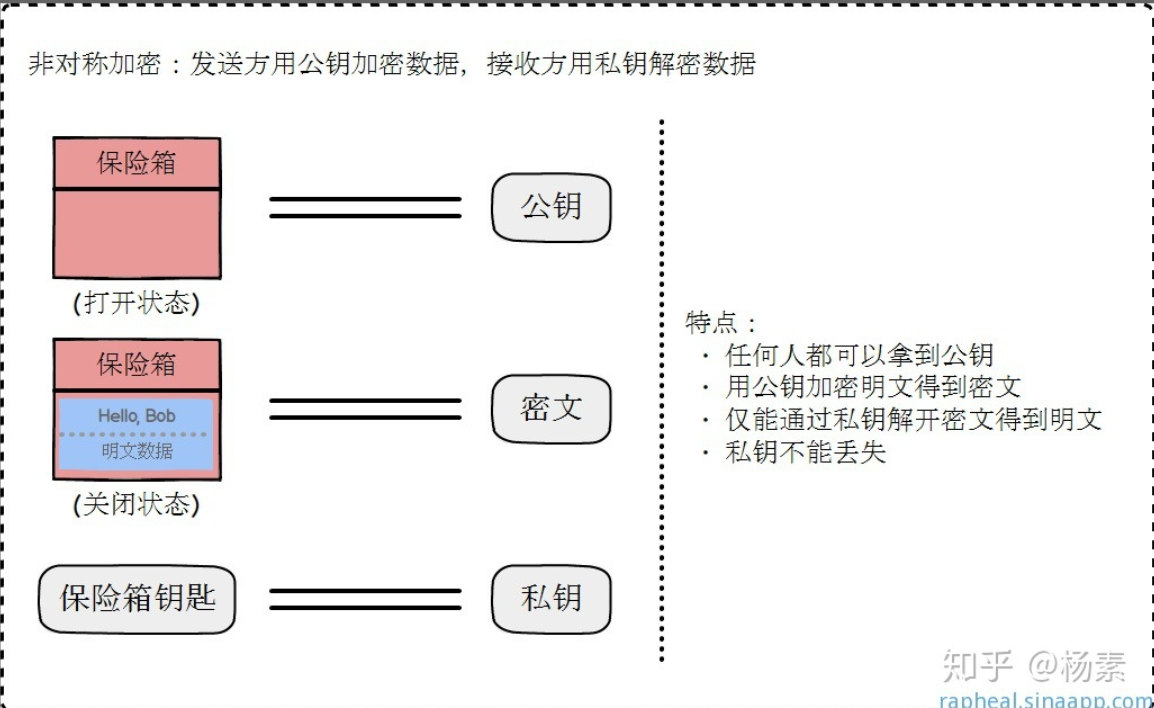 非对称加密：发送方用公钥加密数据，接收方用私钥解密数据
保险箱
公钥
(打开状态)
保险箱
Hello, Bob
明文数据
密文
(关闭状态)
保险箱钥匙
私钥
特点：
· 任何人都可以拿到公钥
· 用公钥加密明文得到密文
· 仅能通过私钥解开密文得到明文
· 私钥不能丢失
知乎 @杨素
rapheal.sinaapp.com